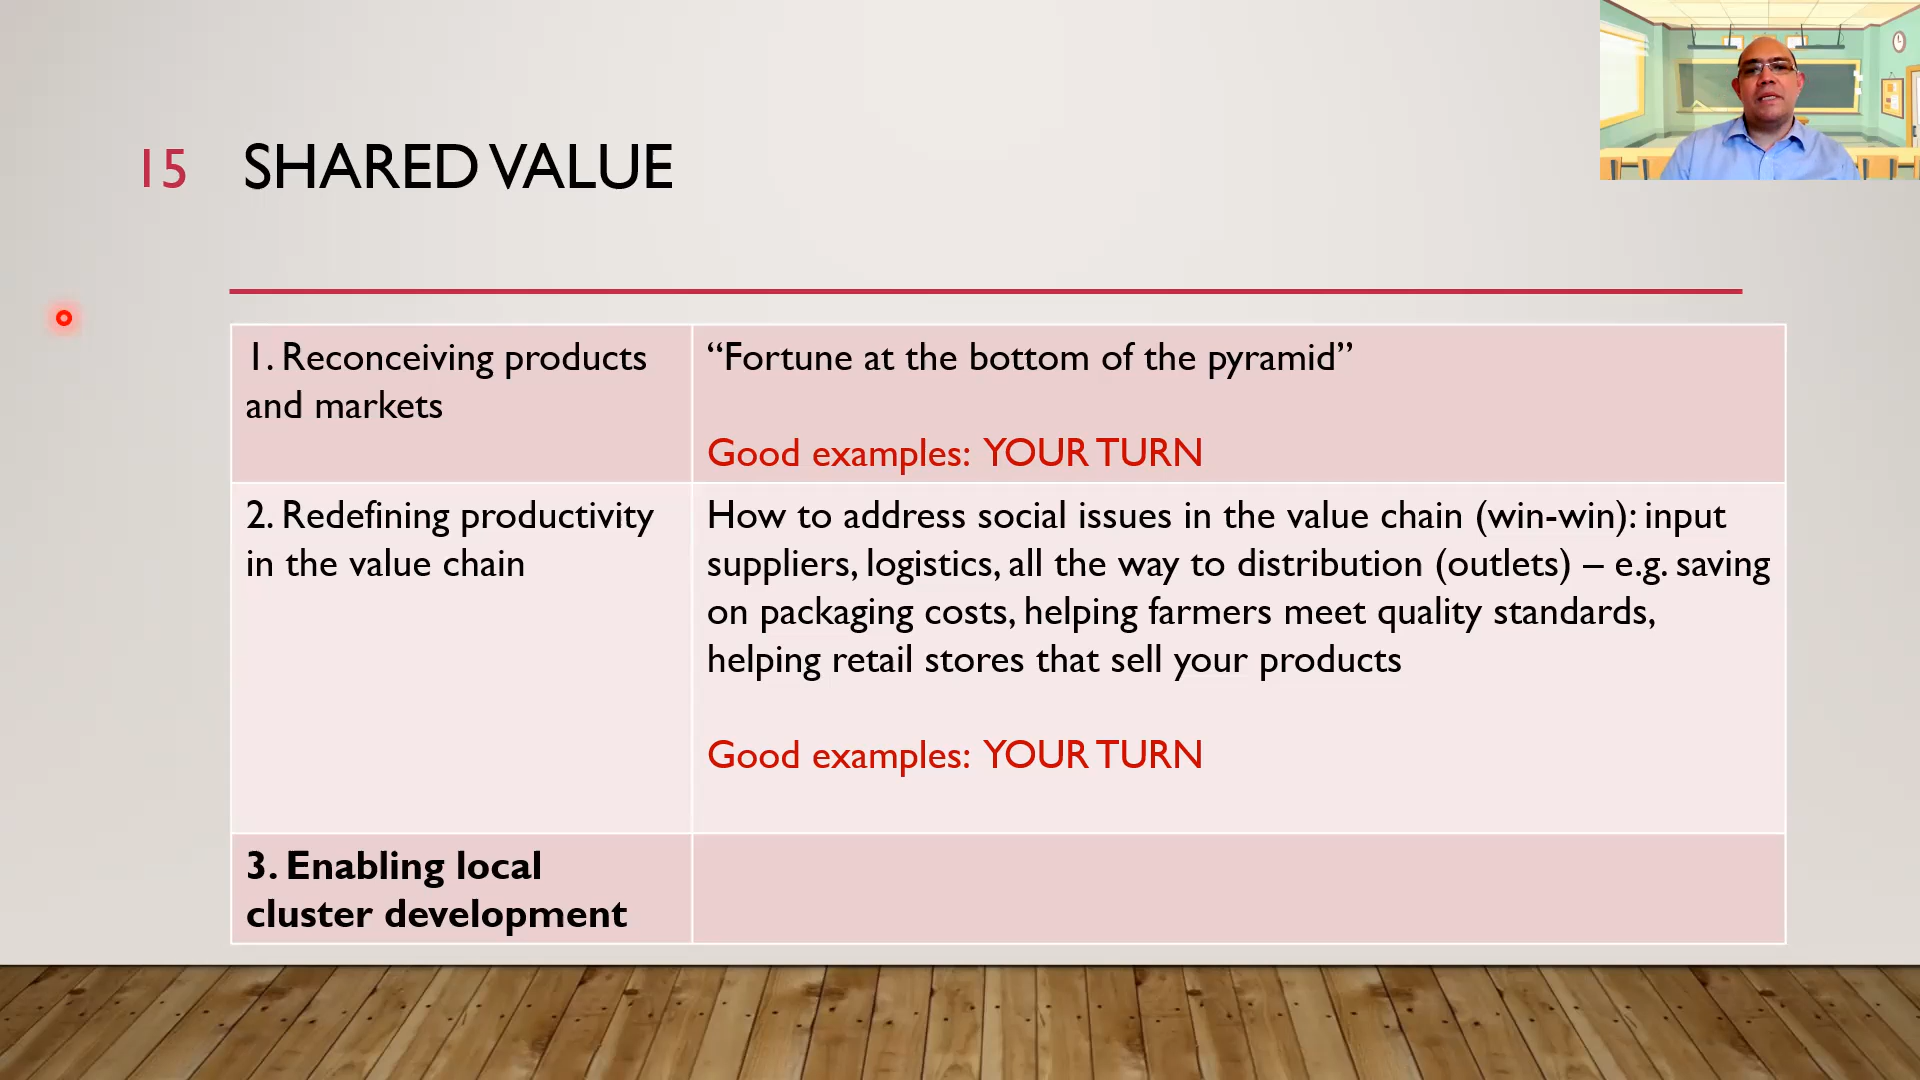 15 SHARED VALUE
1. Reconceiving products
and markets
“Fortune at the bottom of the pyramid”
Good examples: YOUR TURN
2. Redefining productivity
in the value chain
How to address social issues in the value chain (win-win): input
suppliers, logistics, all the way to distribution (outlets) – e.g. saving
on packaging costs, helping farmers meet quality standards,
helping retail stores that sell your products
Good examples: YOUR TURN
3. Enabling local
cluster development